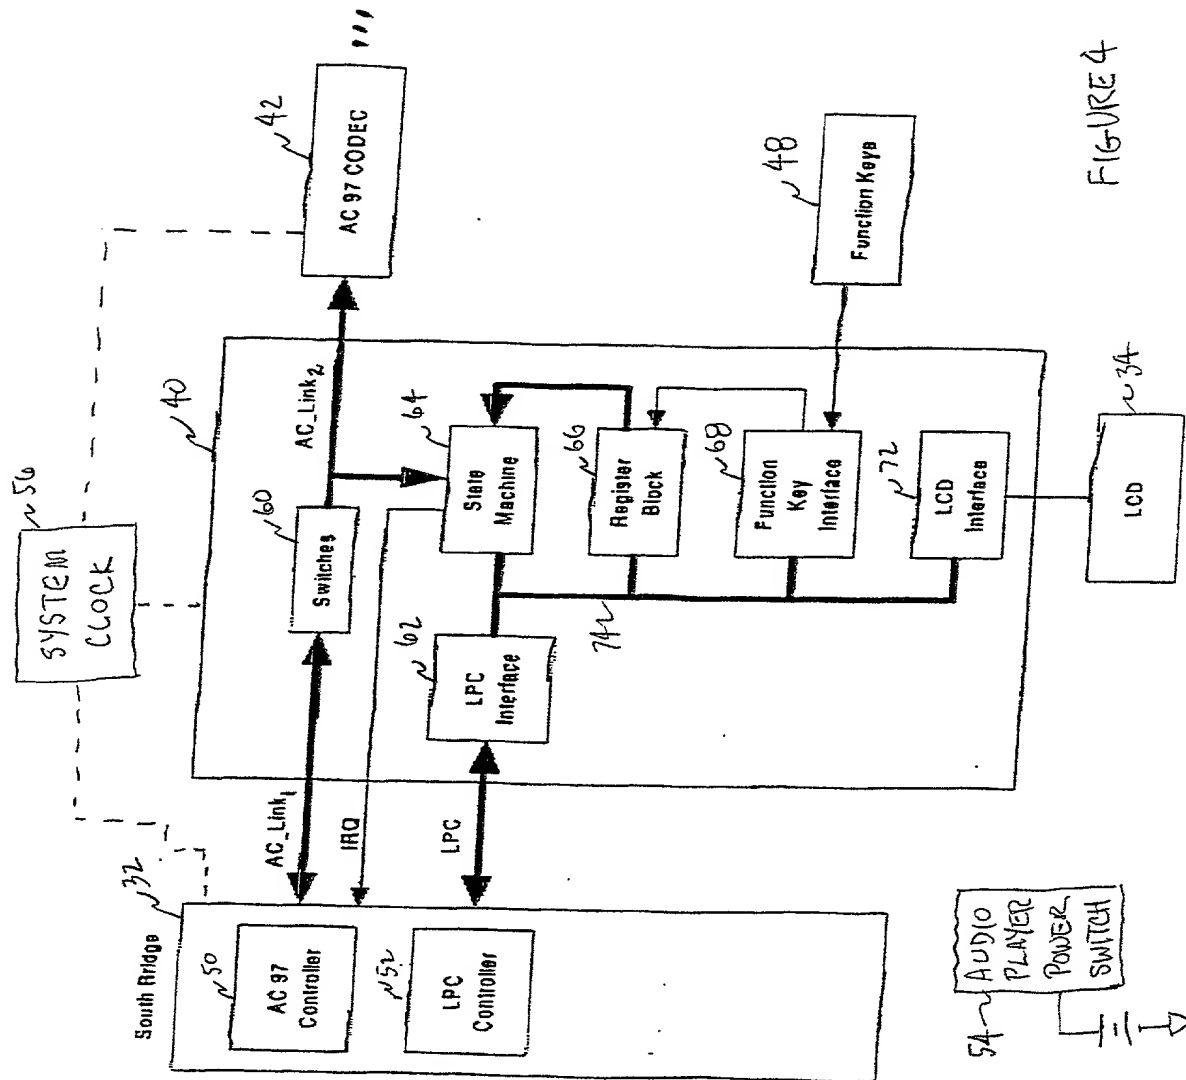 SYSTEM
CLOCK
56
40
42
AC 97 CODEC
South Bridge
32
50
AC 97
Controller
52
LPC
Controller
AC_Link1
IRQ
LPC
60
Switches
AC_Link2
62
LPC
Interface
64
State
Machine
66
Register
Block
68
Function
Key
Interface
72
LCD
Interface
74
48
Function Keys
34
LCD
54
AUDIO
PLAYER
POWER
SWITCH
FIGURE 4